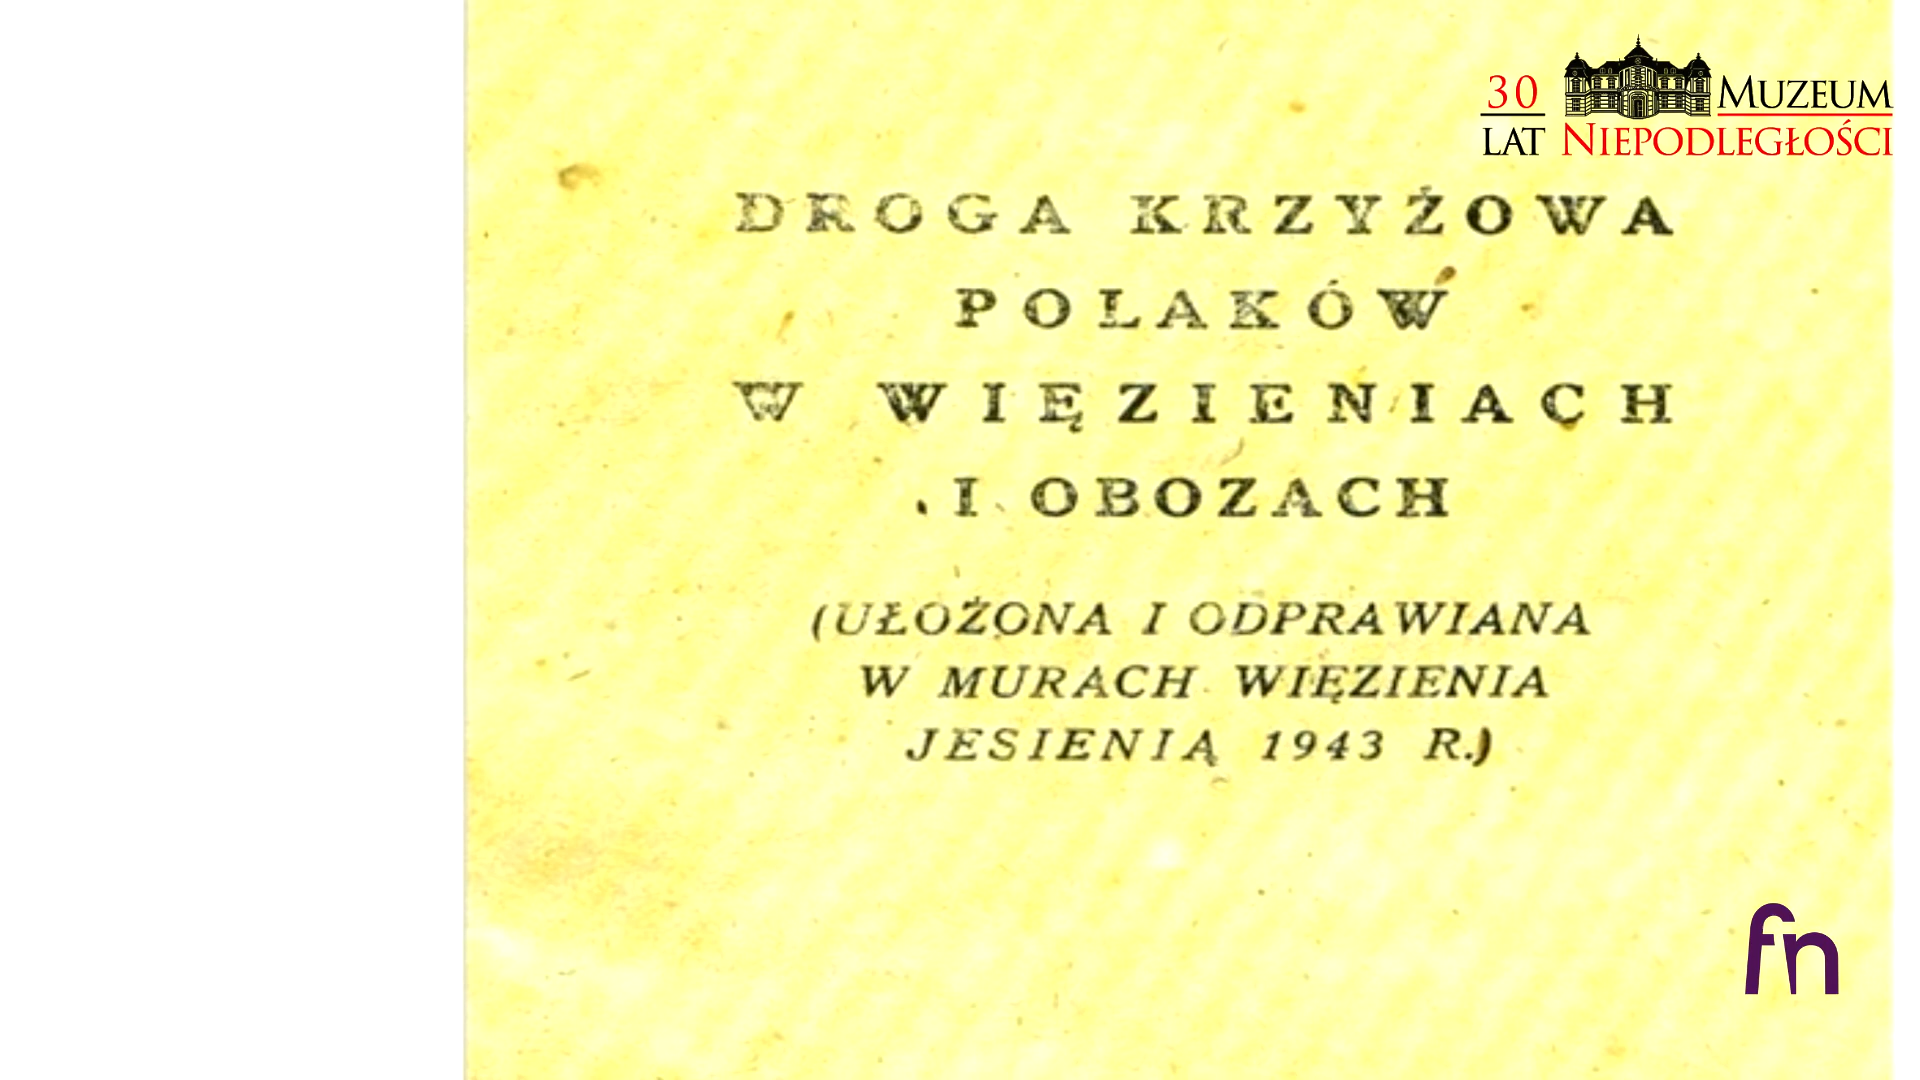 30 LAT
MUZEUM
NIEPODLEGŁOŚCI
DROGA KRZYŻOWA
POLAKÓW
W WIĘZIENIACH
I OBOZACH
(UŁOŻONA I ODPRAWIANA
W MURACH WIĘZIENIA
JESIENIĄ 1943 R.)
fn